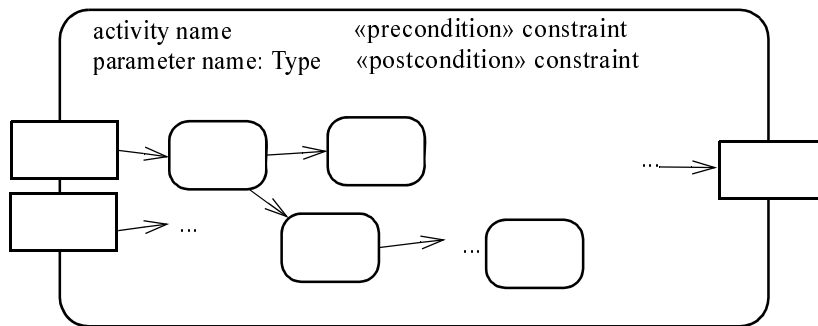 activity name «precondition» constraint
parameter name: Type «postcondition» constraint
...
...
...